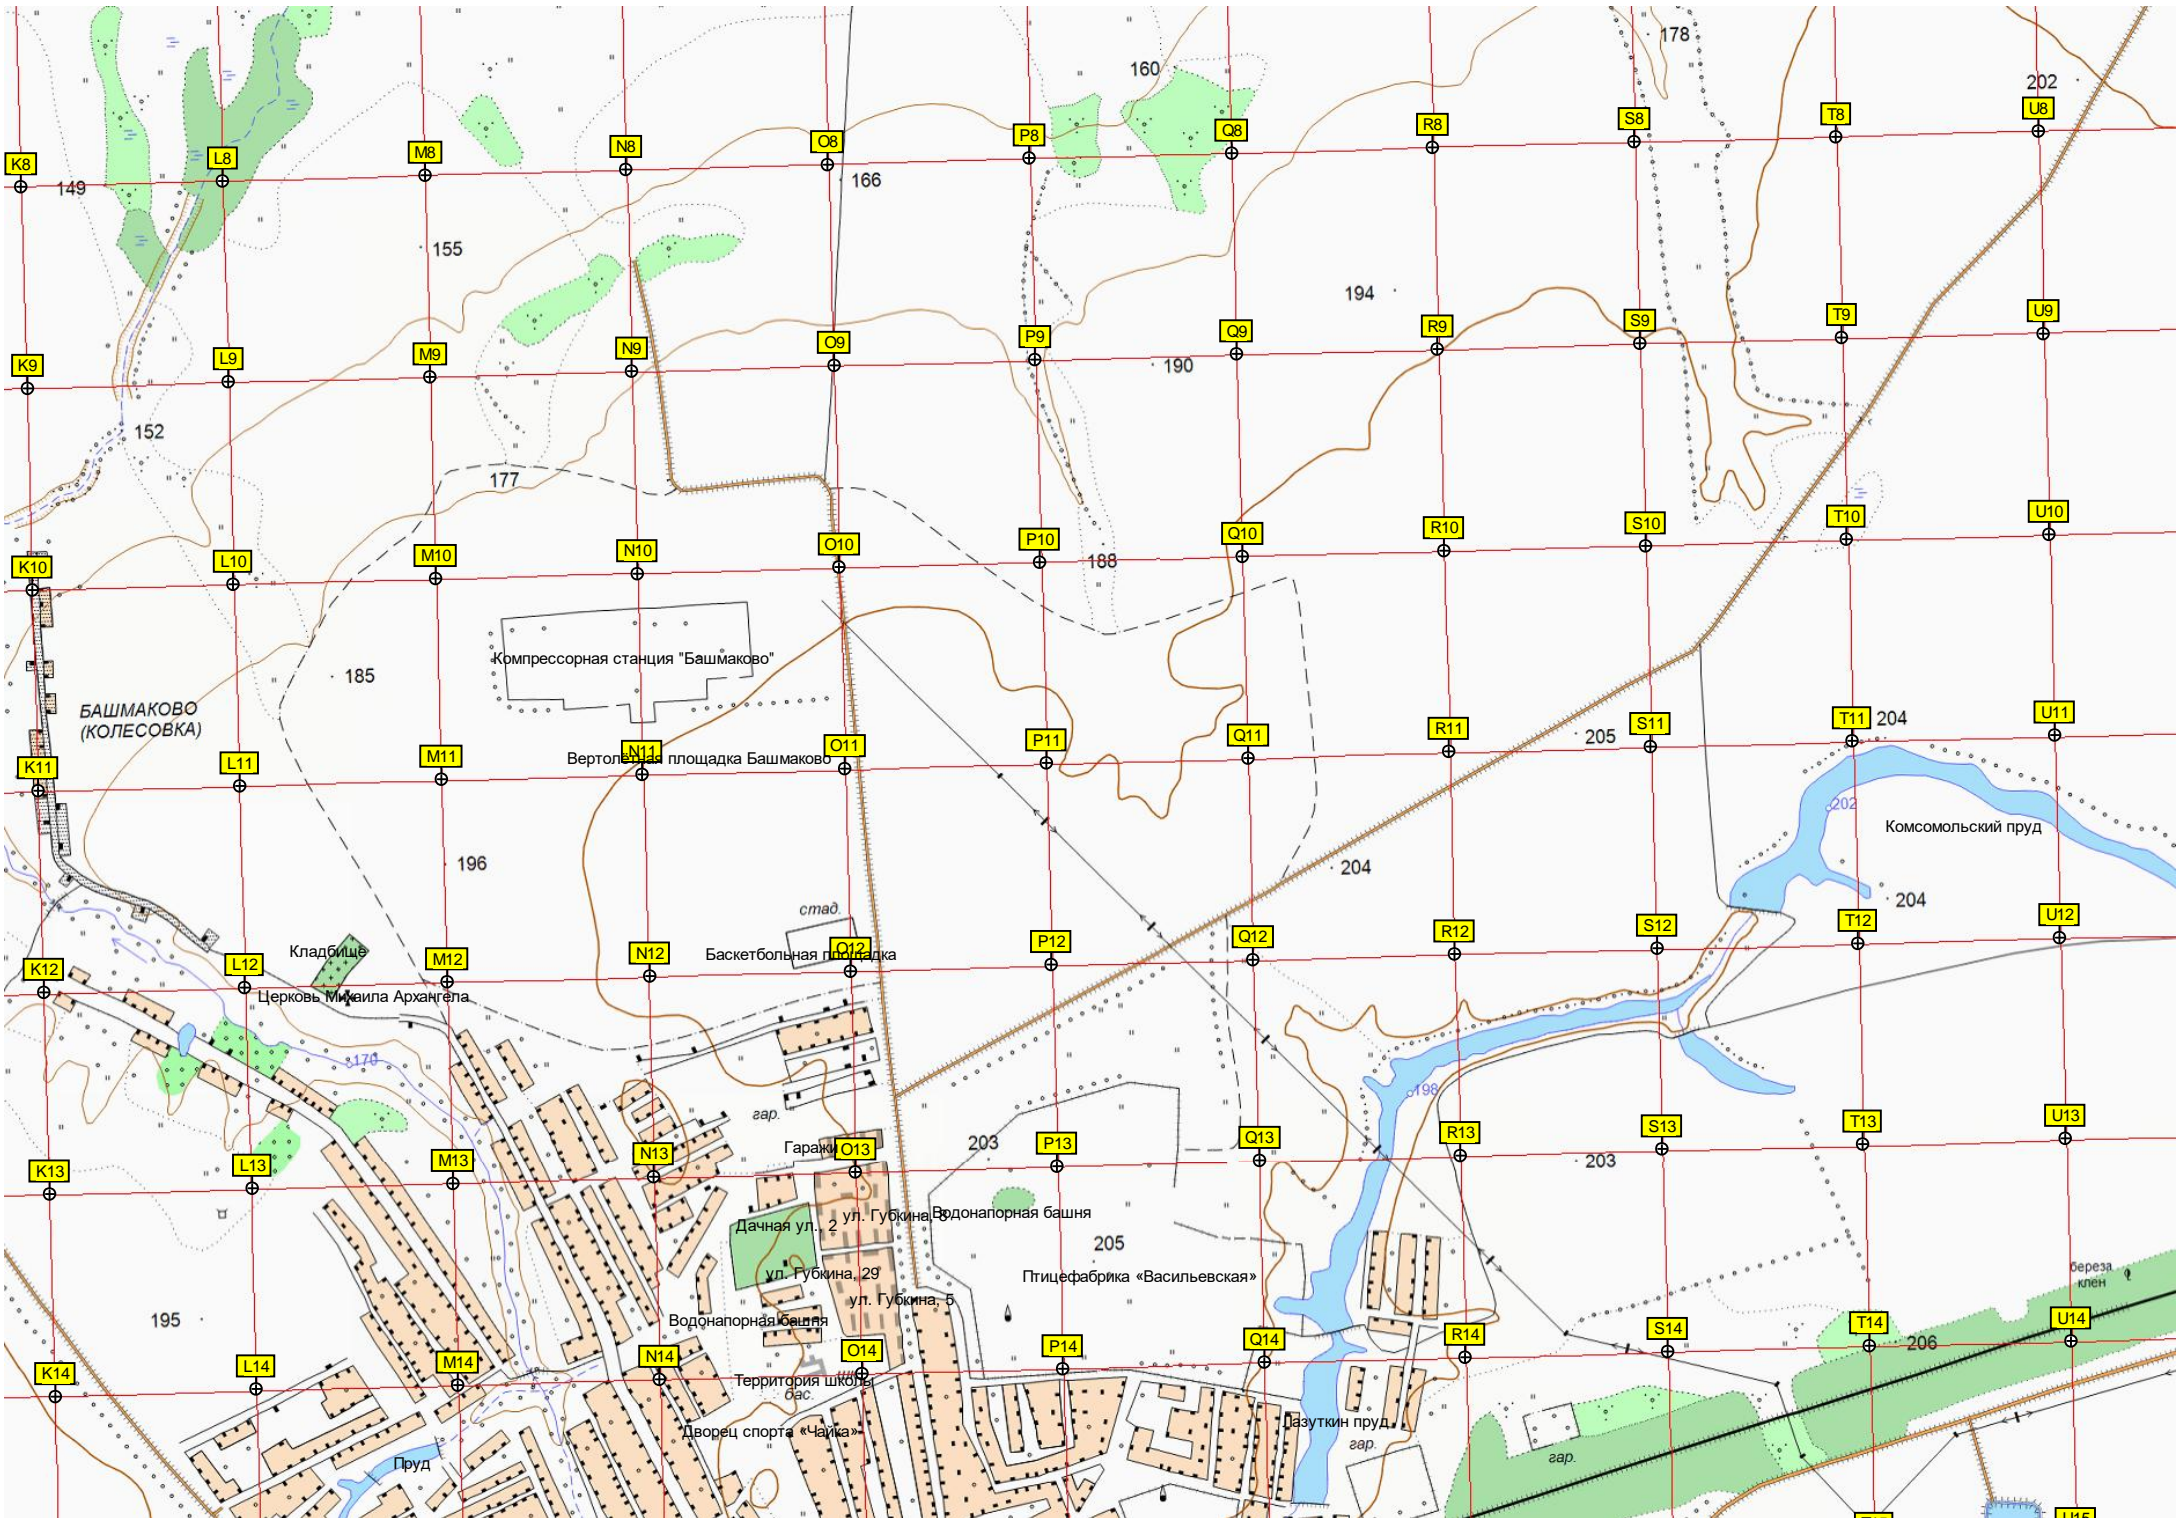 178
160
202
K8
L8
M8
N8
O8
P8
Q8
R8
S8
T8
U8
149
166
155
194
K9
L9
M9
N9
O9
P9
Q9
R9
S9
T9
U9
190
152
177
K10
L10
M10
N10
O10
P10
Q10
R10
S10
T10
U10
188
Компрессорная станция "Башмаково"
185
БАШМАКОВО
(КОЛЕСОВКА)
205
204
K11
L11
M11
N11
O11
P11
Q11
R11
S11
T11
U11
Вертолётная площадка Башмаково
202
Комсомольский пруд
196
204
204
стад.
Кладбище
Баскетбольная площадка
K12
L12
M12
N12
O12
P12
Q12
R12
S12
T12
U12
Церковь Михаила Архангела
170
198
гар.
Гаражи
203
203
K13
L13
M13
N13
O13
P13
Q13
R13
S13
T13
U13
Дачная ул., 2
ул. Губкина, 8
Водонапорная башня
205
ул. Губкина, 29
Птицефабрика «Васильевская»
береза
клен
ул. Губкина, 5
195
Водонапорная башня
206
K14
L14
M14
N14
O14
P14
Q14
R14
S14
T14
U14
Территория школы
бас.
Дворец спорта «Чайка»
Лазуткин пруд
гар.
гар.
Пруд
U15